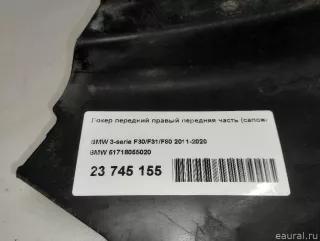 Локер передний правый передняя часть (сапожок
BMW 3-serie F30/F31/F80 2011-2020
BMW 51718055020
23 745 155
© eaural.ru